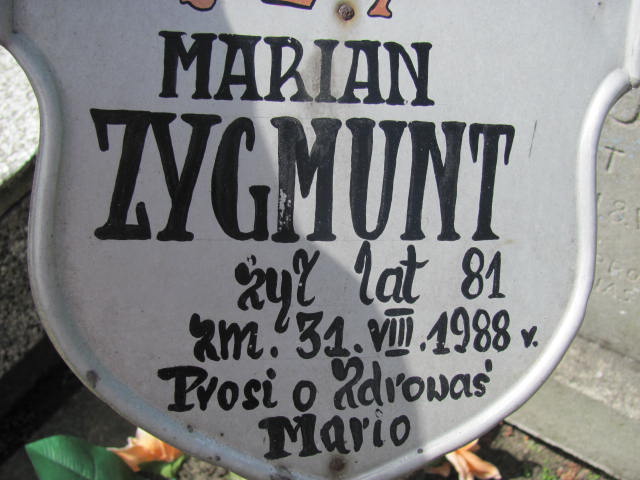 MARIAN
ZYGMUNT
żył lat 81
zm. 31. VIII. 1988 r.
Prosi o Zdrowaś
Mario